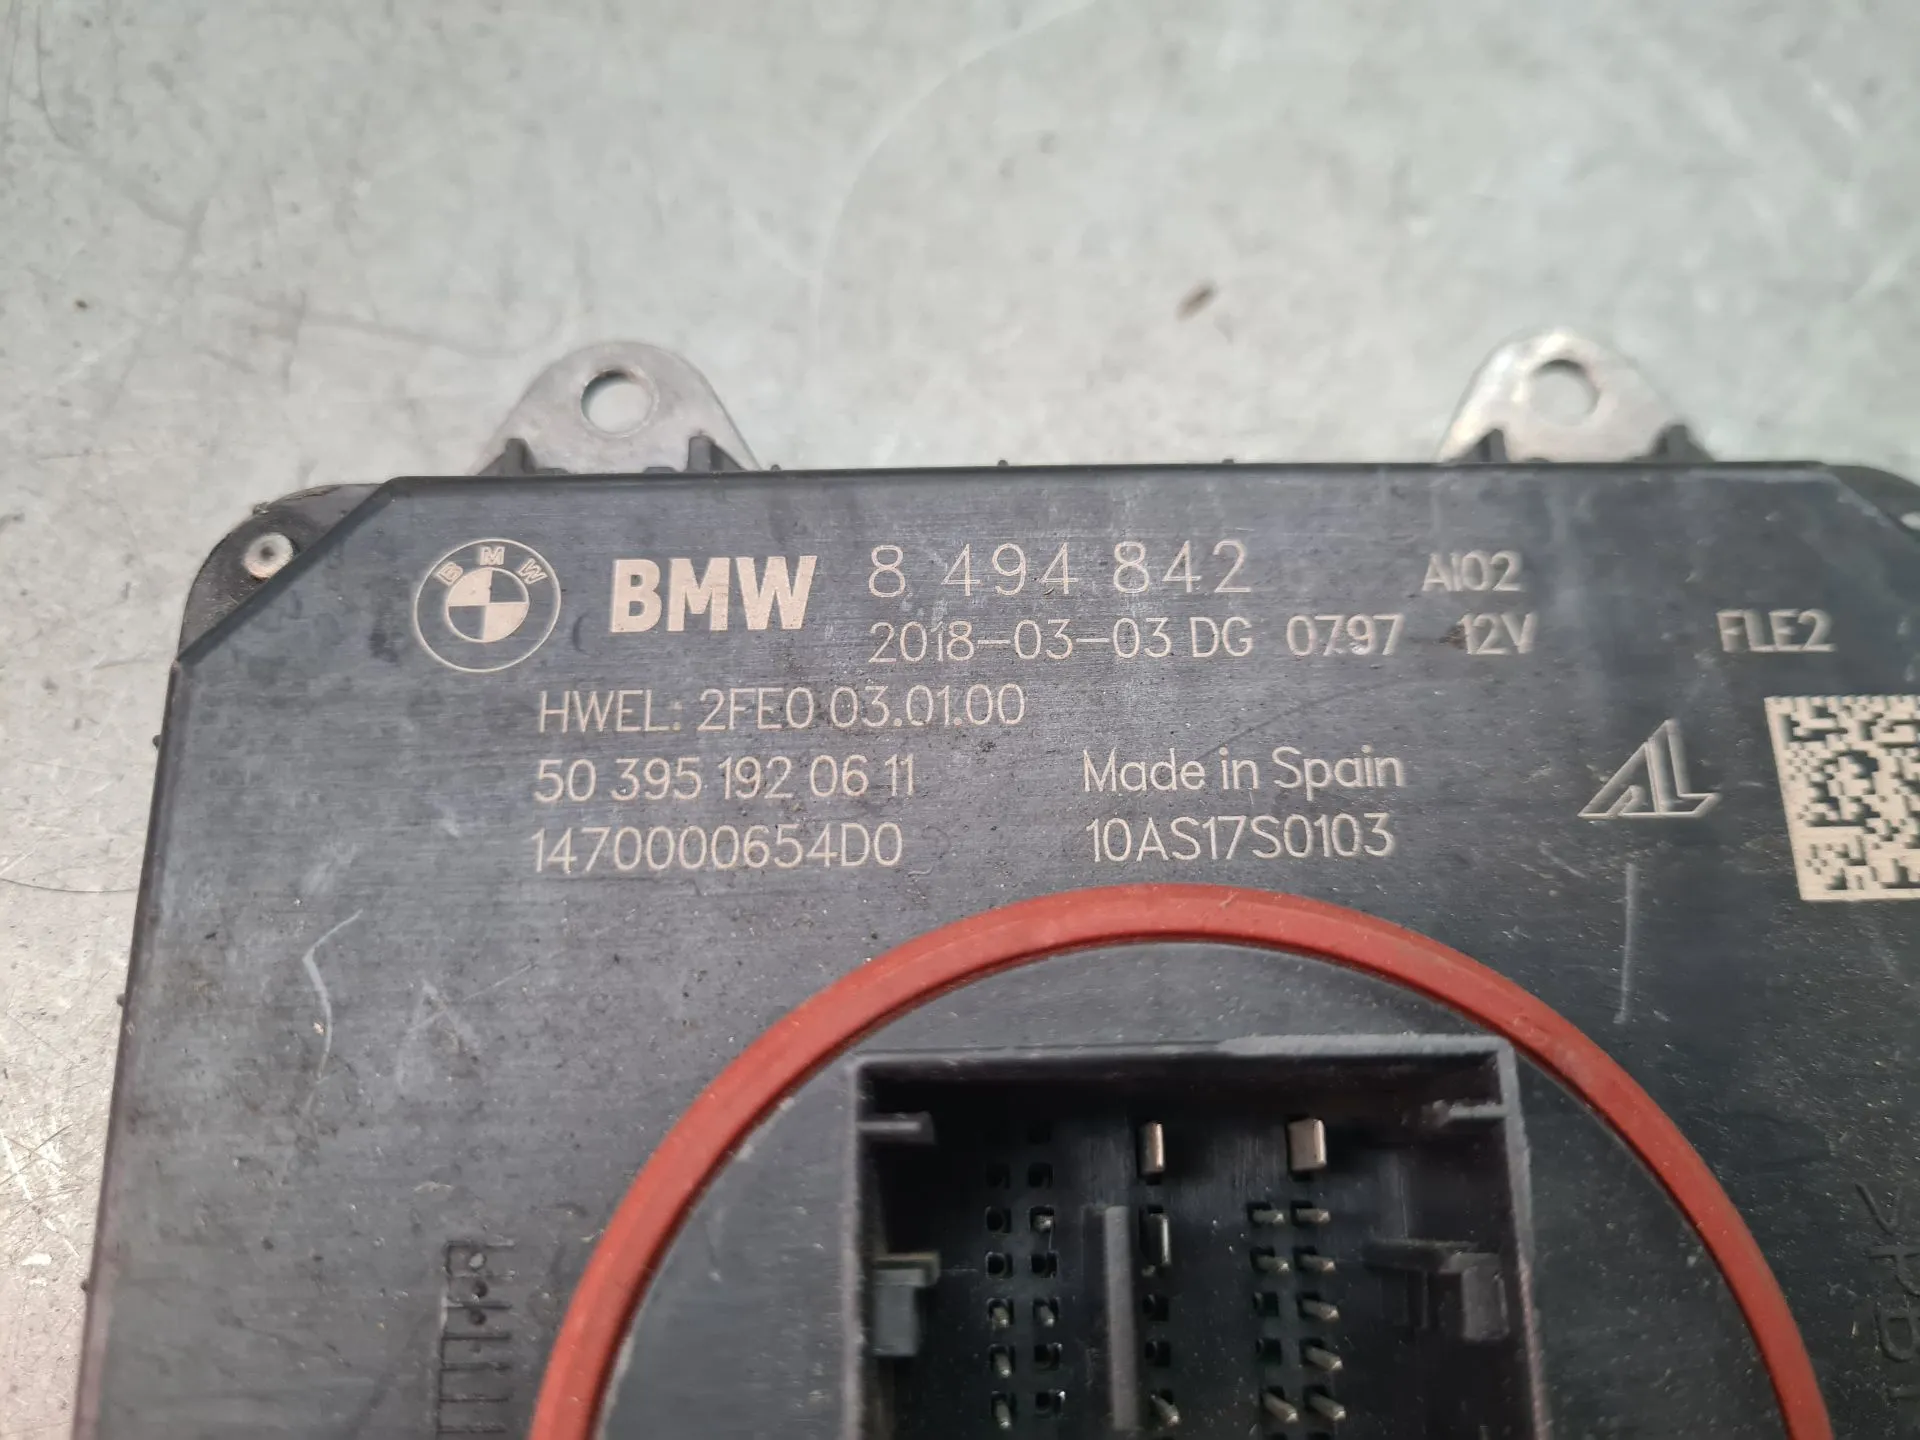 BMW BMW 8 494 842 AI02
2018-03-03 DG 0797 12V FLE2
HWEL: 2FE0 03.01.00
50 395 192 06 11 Made in Spain AL
1470000654D0 10AS17S0103